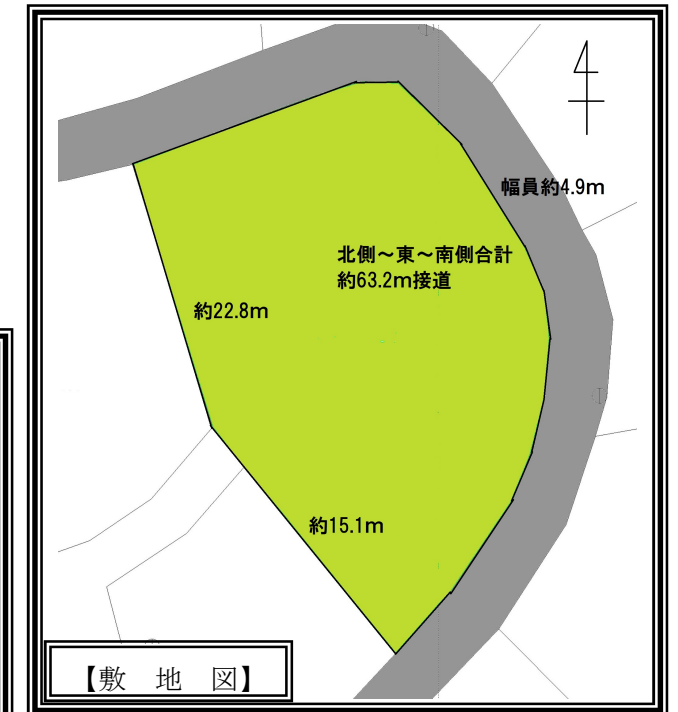 幅員約4.9m
北側～東～南側合計
約63.2m接道
約22.8m
約15.1m
【敷 地 図】